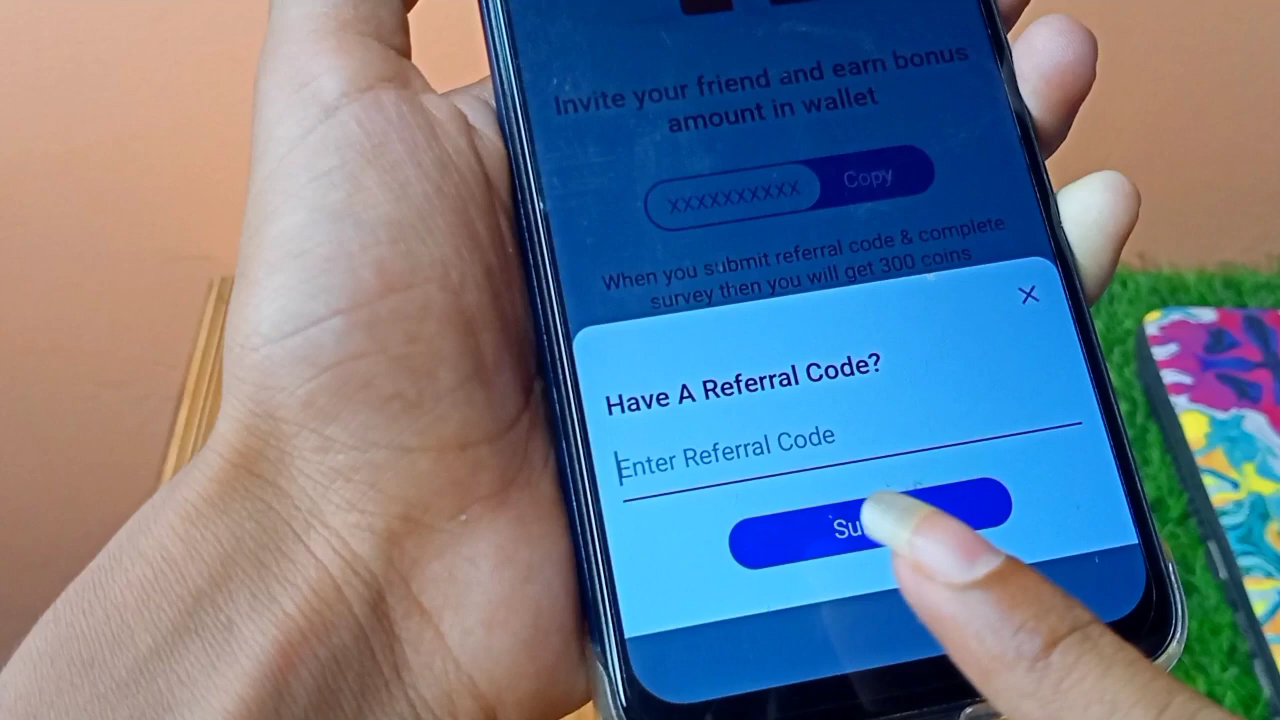 Invite your friend and earn bonus
amount in wallet
XXXXXXXXXX
Copy
When you submit referral code & complete
survey then you will get 300 coins
Have A Referral Code?
Enter Referral Code
Su